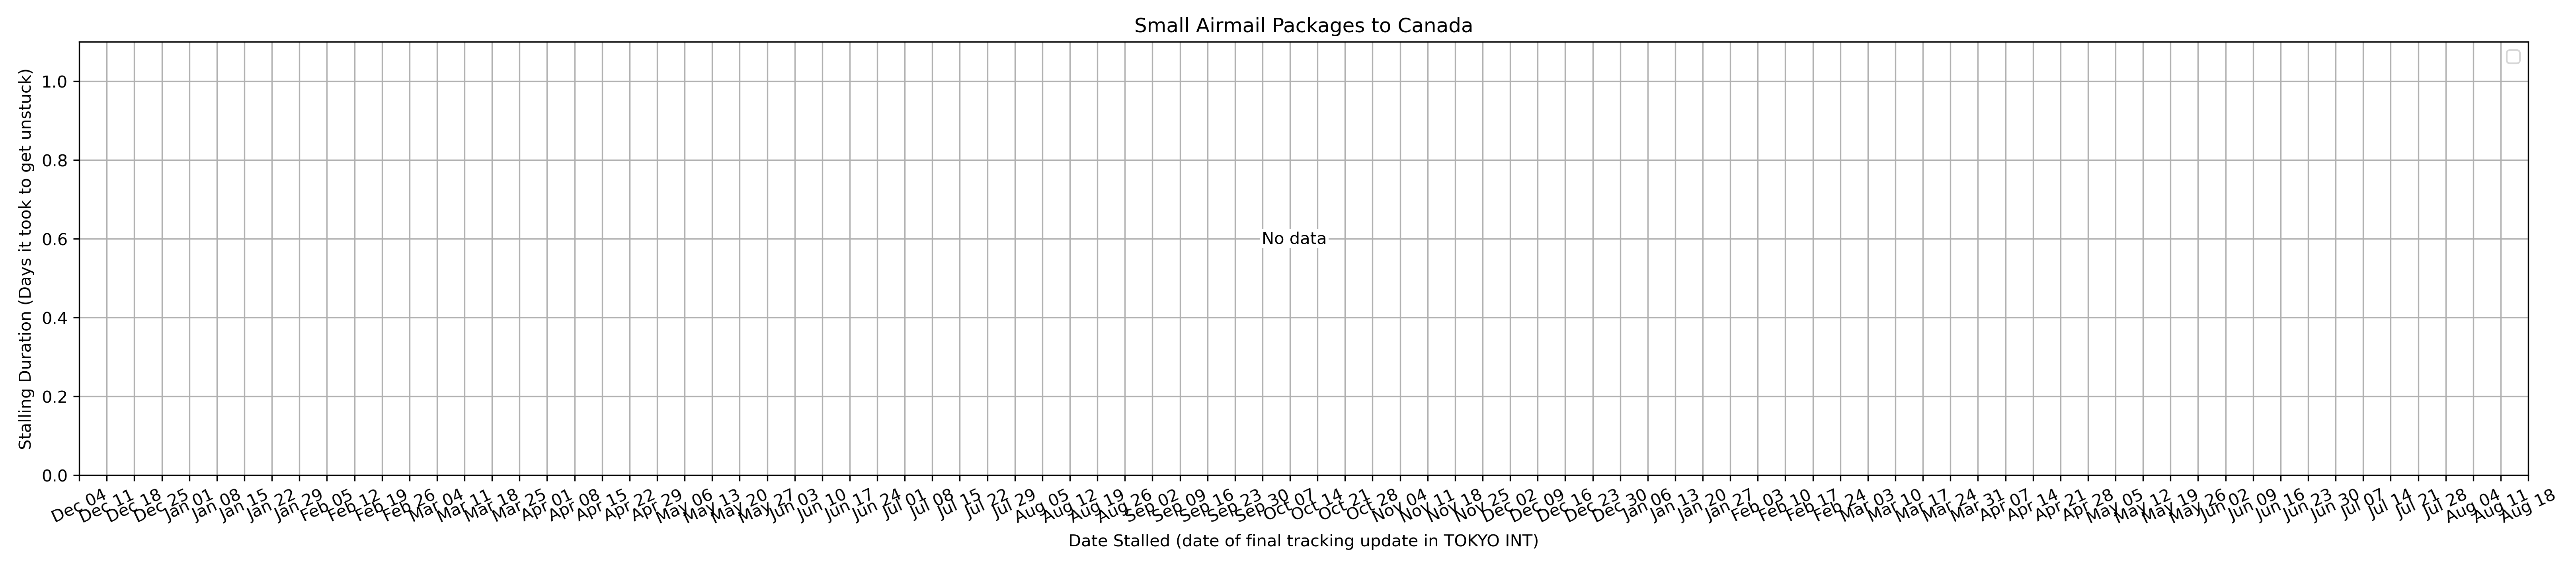 Small Airmail Packages to Canada
Stalling Duration (Days it took to get unstuck)
1.0
0.8
0.6
0.4
0.2
0.0
No data
Dec 04
Dec 11
Dec 18
Dec 25
Jan 01
Jan 08
Jan 15
Jan 22
Jan 29
Feb 05
Feb 12
Feb 19
Feb 26
Mar 04
Mar 11
Mar 18
Mar 25
Apr 01
Apr 08
Apr 15
Apr 22
Apr 29
May 06
May 13
May 20
May 27
Jun 03
Jun 10
Jun 17
Jun 24
Jul 01
Jul 08
Jul 15
Jul 22
Jul 29
Aug 05
Aug 12
Aug 19
Aug 26
Sep 02
Sep 09
Sep 16
Sep 23
Sep 30
Oct 07
Oct 14
Oct 21
Oct 28
Nov 04
Nov 11
Nov 18
Nov 25
Dec 02
Dec 09
Dec 16
Dec 23
Dec 30
Jan 06
Jan 13
Jan 20
Jan 27
Feb 03
Feb 10
Feb 17
Feb 24
Mar 03
Mar 10
Mar 17
Mar 24
Mar 31
Apr 07
Apr 14
Apr 21
Apr 28
May 05
May 12
May 19
May 26
Jun 02
Jun 09
Jun 16
Jun 23
Jun 30
Jul 07
Jul 14
Jul 21
Jul 28
Aug 04
Aug 11
Aug 18
Date Stalled (date of final tracking update in TOKYO INT)